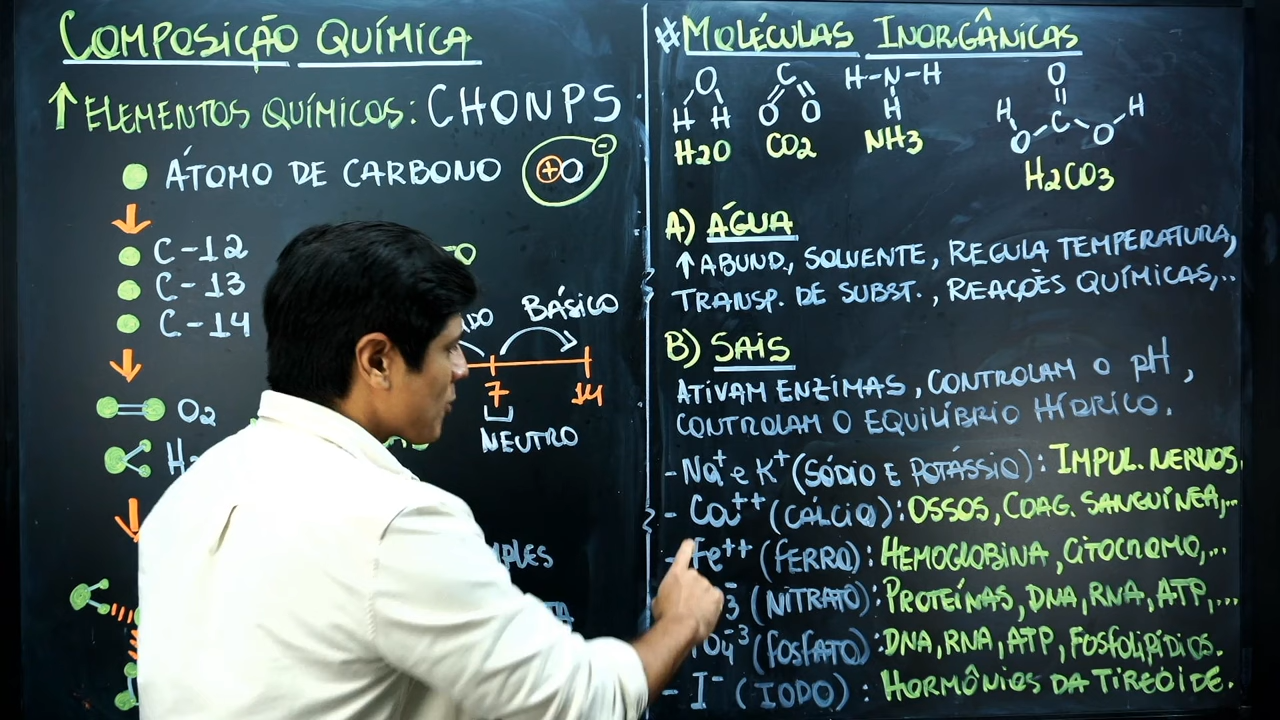 COMPOSIÇÃO QUÍMICA
↑ ELEMENTOS QUÍMICOS: CHONPS
ÁTOMO DE CARBONO
+ -
C-12
C-13
C-14
O2
BÁSICO
7 14
NEUTRO
#MOLÉCULAS INORGÂNICAS
O
H H
H2O
C
O O
CO2
H-N-H
H
NH3
O
H O C O H
H2CO3
A) ÁGUA
↑ABUND., SOLVENTE, REGULA TEMPERATURA,
TRANSP. DE SUBST., REAÇÕES QUÍMICAS,...
B) SAIS
ATIVAM ENZIMAS, CONTROLAM O pH,
CONTROLAM O EQUILÍBRIO HÍDRICO.
- Na+ e K+ (SÓDIO E POTÁSSIO): IMPUL. NERVOS.
- Ca++ (CÁLCIO): OSSOS, COAG. SANGUÍNEA,...
- Fe++ (FERRO): HEMOGLOBINA, CITOCROMO,...
(NITRATO): PROTEÍNAS, DNA, RNA, ATP,...
(FOSFATO): DNA, RNA, ATP, FOSFOLIPÍDIOS.
- I- (IODO): HORMÔNIOS DA TIREÓIDE.